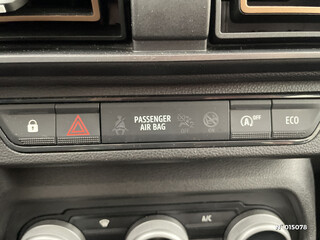 PASSENGER
AIR BAG
OFF
ECO
A/C